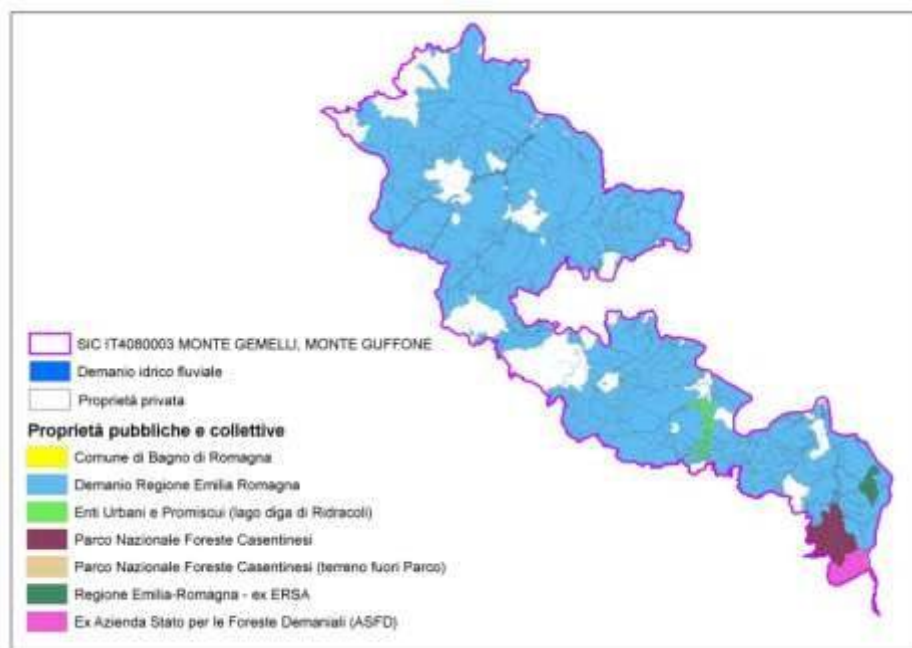 SIC IT4080003 MONTE GEMELLI, MONTE GUFFONE
Demanio idrico fluviale
Proprietà privata
Proprietà pubbliche e collettive
Comune di Bagno di Romagna
Demanio Regione Emilia Romagna
Enti Urbani e Promiscui (lago diga di Ridracoli)
Parco Nazionale Foreste Casentinesi
Parco Nazionale Foreste Casentinesi (terreno fuori Parco)
Regione Emilia-Romagna - ex ERSA
Ex Azienda Stato per le Foreste Demaniali (ASFD)